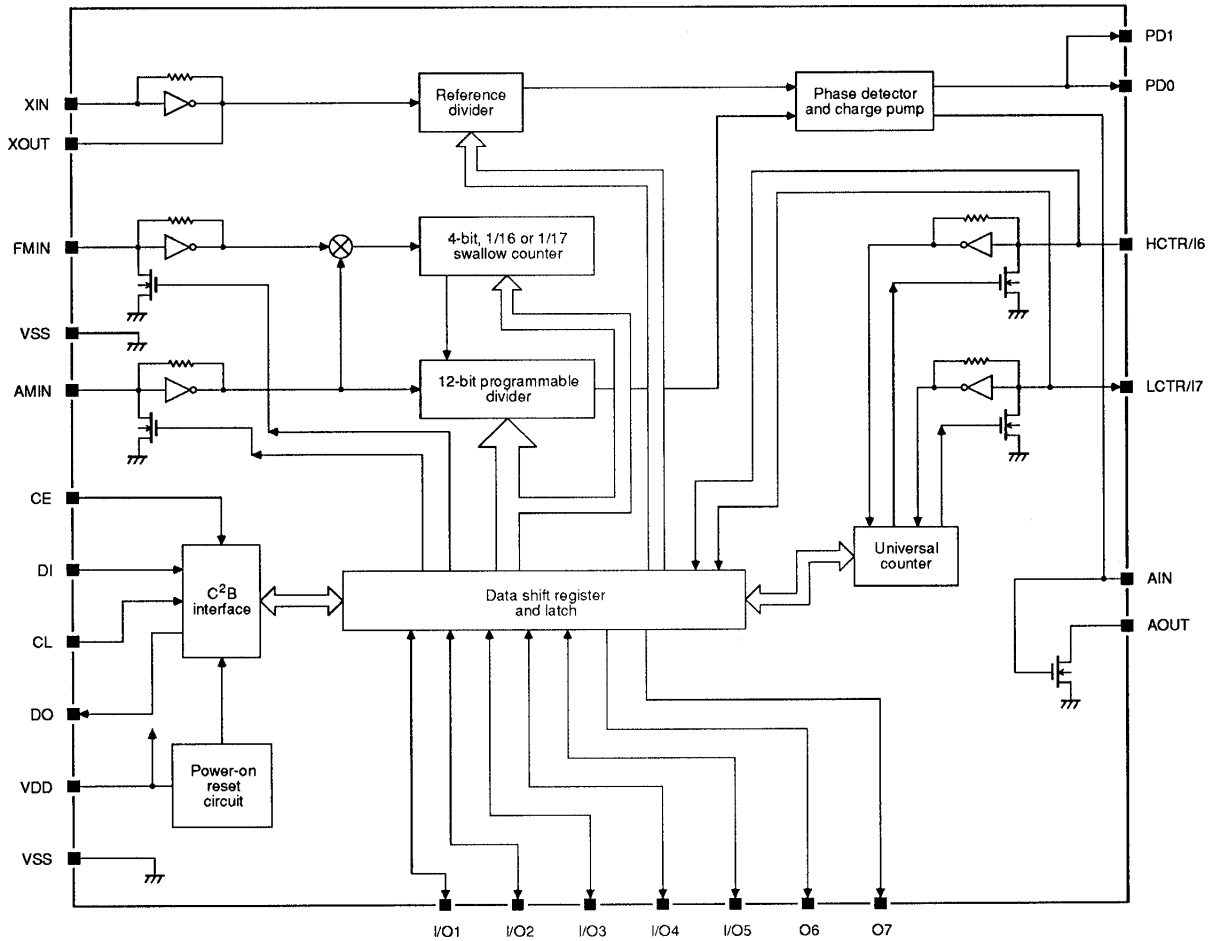 PD1
XIN
Reference
divider
Phase detector
and charge pump
PD0
XOUT
FMIN
4-bit, 1/16 or 1/17
swallow counter
HCTR/I6
VSS
AMIN
12-bit programmable
divider
LCTR/I7
CE
DI
C²B
interface
Data shift register
and latch
Universal
counter
AIN
CL
AOUT
DO
VDD
Power-on
reset
circuit
VSS
I/O1
I/O2
I/O3
I/O4
I/O5
O6
O7